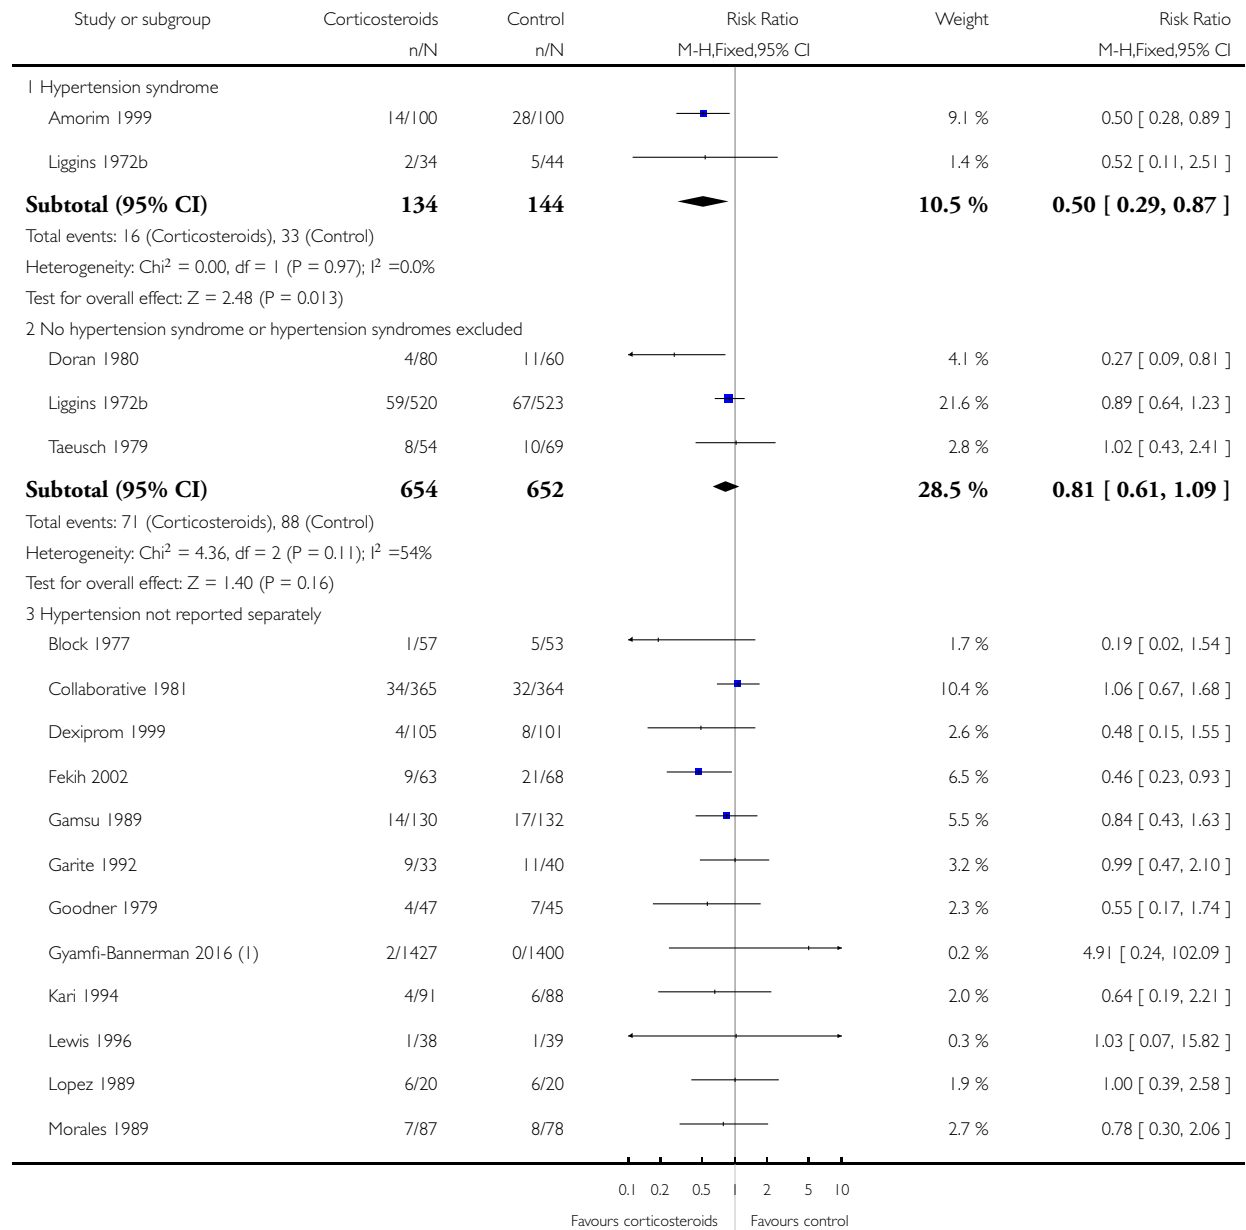 Study or subgroup Corticosteroids Control Risk Ratio Weight Risk Ratio
n/N n/N M-H,Fixed,95% CI M-H,Fixed,95% CI
1 Hypertension syndrome
Amorim 1999 14/100 28/100 9.1 % 0.50 [ 0.28, 0.89 ]
Liggins 1972b 2/34 5/44 1.4 % 0.52 [ 0.11, 2.51 ]
Subtotal (95% CI) 134 144 10.5 % 0.50 [ 0.29, 0.87 ]
Total events: 16 (Corticosteroids), 33 (Control)
Heterogeneity: Chi² = 0.00, df = 1 (P = 0.97); I² =0.0%
Test for overall effect: Z = 2.48 (P = 0.013)
2 No hypertension syndrome or hypertension syndromes excluded
Doran 1980 4/80 11/60 4.1 % 0.27 [ 0.09, 0.81 ]
Liggins 1972b 59/520 67/523 21.6 % 0.89 [ 0.64, 1.23 ]
Taeusch 1979 8/54 10/69 2.8 % 1.02 [ 0.43, 2.41 ]
Subtotal (95% CI) 654 652 28.5 % 0.81 [ 0.61, 1.09 ]
Total events: 71 (Corticosteroids), 88 (Control)
Heterogeneity: Chi² = 4.36, df = 2 (P = 0.11); I² =54%
Test for overall effect: Z = 1.40 (P = 0.16)
3 Hypertension not reported separately
Block 1977 1/57 5/53 1.7 % 0.19 [ 0.02, 1.54 ]
Collaborative 1981 34/365 32/364 10.4 % 1.06 [ 0.67, 1.68 ]
Dexiprom 1999 4/105 8/101 2.6 % 0.48 [ 0.15, 1.55 ]
Fekih 2002 9/63 21/68 6.5 % 0.46 [ 0.23, 0.93 ]
Gamsu 1989 14/130 17/132 5.5 % 0.84 [ 0.43, 1.63 ]
Garite 1992 9/33 11/40 3.2 % 0.99 [ 0.47, 2.10 ]
Goodner 1979 4/47 7/45 2.3 % 0.55 [ 0.17, 1.74 ]
Gyamfi-Bannerman 2016 (1) 2/1427 0/1400 0.2 % 4.91 [ 0.24, 102.09 ]
Kari 1994 4/91 6/88 2.0 % 0.64 [ 0.19, 2.21 ]
Lewis 1996 1/38 1/39 0.3 % 1.03 [ 0.07, 15.82 ]
Lopez 1989 6/20 6/20 1.9 % 1.00 [ 0.39, 2.58 ]
Morales 1989 7/87 8/78 2.7 % 0.78 [ 0.30, 2.06 ]
0.1 0.2 0.5 1 2 5 10
Favours corticosteroids Favours control